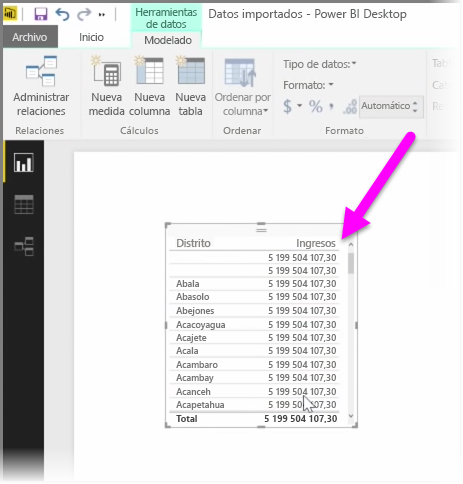 Herramientas de datos
Datos importados - Power BI Desktop
Archivo Inicio Modelado
Administrar relaciones
Nueva medida
Nueva columna
Nueva tabla
Ordenar por columna
Tipo de datos:
Formato:
$ % , .00 Automático
Relaciones Cálculos Ordenar Formato
Distrito Ingresos
5 199 504 107,30
5 199 504 107,30
Abala 5 199 504 107,30
Abasolo 5 199 504 107,30
Abejones 5 199 504 107,30
Acacoyagua 5 199 504 107,30
Acajete 5 199 504 107,30
Acala 5 199 504 107,30
Acambaro 5 199 504 107,30
Acambay 5 199 504 107,30
Acanceh 5 199 504 107,30
Acapetahua 5 199 504 107,30
Total 5 199 504 107,30